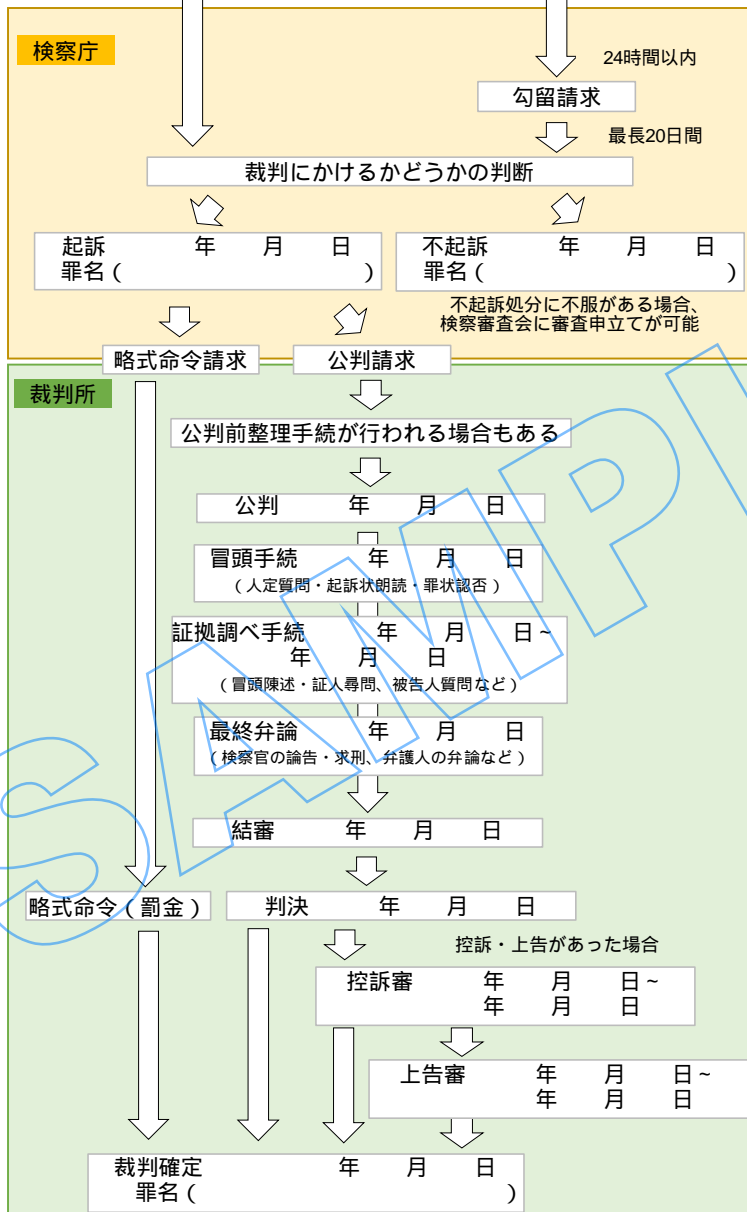 検察庁
24時間以内
勾留請求
最長20日間
裁判にかけるかどうかの判断
起訴 年 月 日
罪名( )
不起訴 年 月 日
罪名( )
不起訴処分に不服がある場合、
検察審査会に審査申立てが可能
略式命令請求
公判請求
裁判所
公判前整理手続が行われる場合もある
公判 年 月 日
冒頭手続 年 月 日
(人定質問・起訴状朗読・罪状認否)
証拠調べ手続 年 月 日~
年 月 日
(冒頭陳述・証人尋問、被告人質問など)
最終弁論 年 月 日
(検察官の論告・求刑、弁護人の弁論など)
結審 年 月 日
略式命令(罰金)
判決 年 月 日
控訴・上告があった場合
控訴審 年 月 日~
年 月 日
上告審 年 月 日~
年 月 日
裁判確定 年 月 日
罪名( )
SAMPL